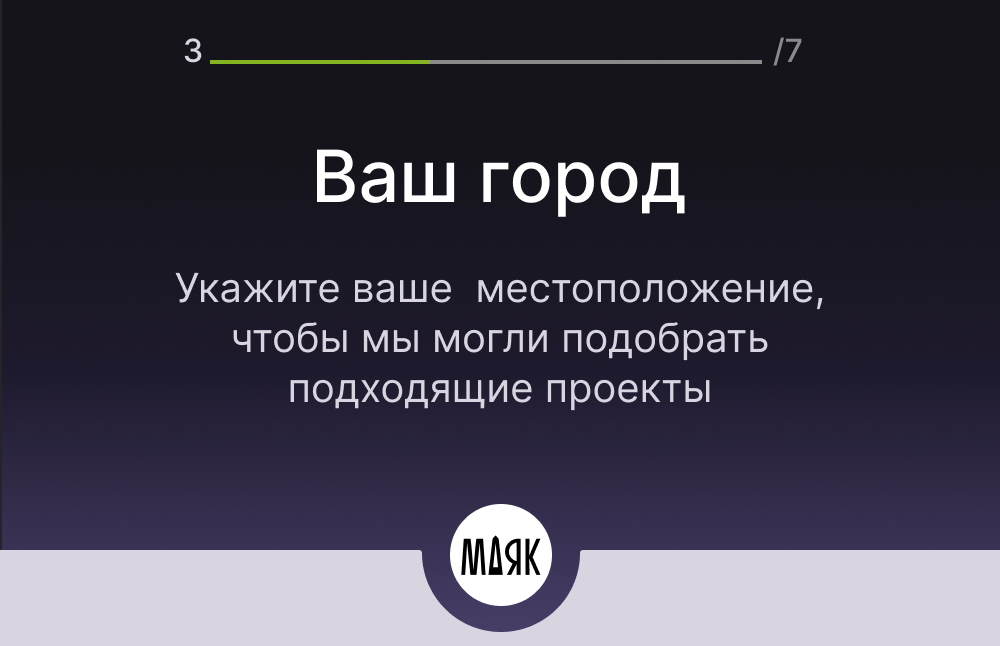 3 /7
Ваш город
Укажите ваше  местоположение,
чтобы мы могли подобрать
подходящие проекты
МАЯК